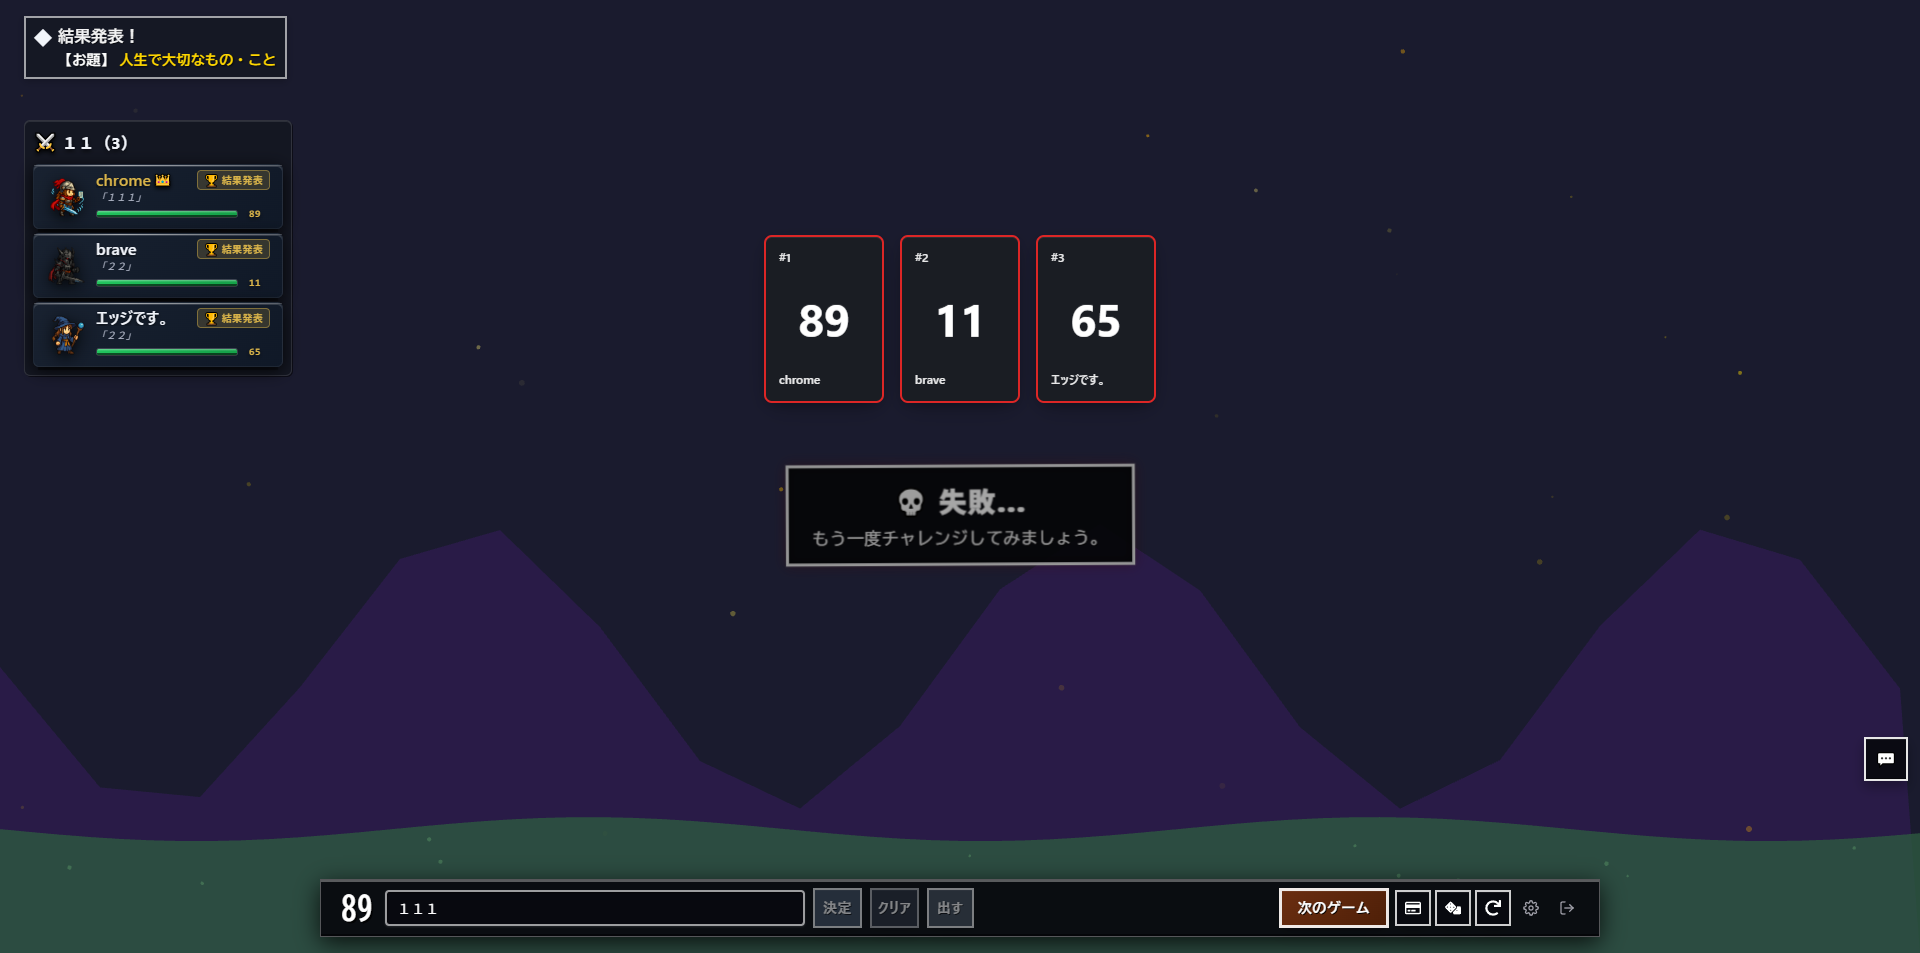 結果発表！
【お題】 人生で大切なもの・こと
１１（3）
chrome
結果発表
「１１１」
89
brave
結果発表
「２２」
11
エッジです。
結果発表
「２２」
65
#1
89
chrome
#2
11
brave
#3
65
エッジです。
失敗...
もう一度チャレンジしてみましょう。
89
１１１
決定
クリア
出す
次のゲーム